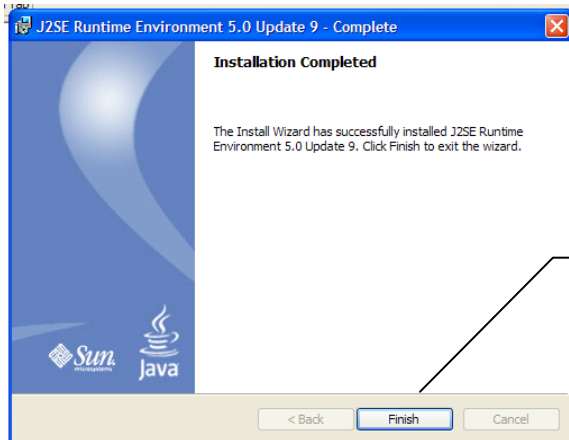 Tab
J2SE Runtime Environment 5.0 Update 9 - Complete
Installation Completed
The Install Wizard has successfully installed J2SE Runtime
Environment 5.0 Update 9. Click Finish to exit the wizard.
Sun
microsystems
Java
< Back
Finish
Cancel